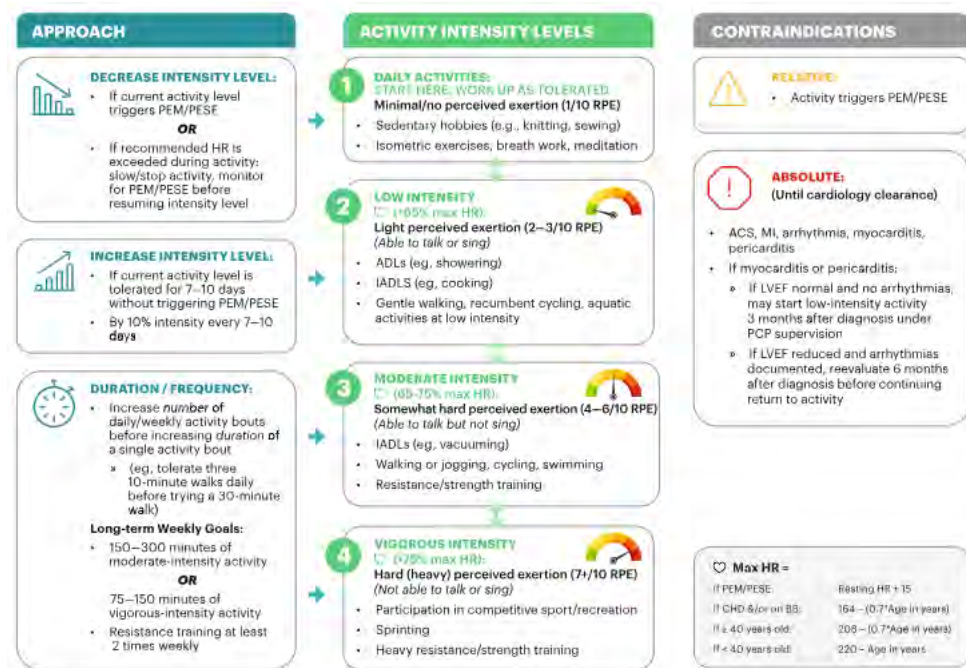 APPROACH
DECREASE INTENSITY LEVEL:
• If current activity level
triggers PEM/PESE
OR
• If recommended HR is
exceeded during activity:
slow/stop activity, monitor
for PEM/PESE before
resuming intensity level
INCREASE INTENSITY LEVEL:
• If current activity level is
tolerated for 7–10 days
without triggering PEM/PESE
• By 10% intensity every 7–10
days
DURATION / FREQUENCY:
• Increase number of
daily/weekly activity bouts
before increasing duration of
a single activity bout
» (eg, tolerate three
10-minute walks daily
before trying a 30-minute
walk)
Long-term Weekly Goals:
• 150–300 minutes of
moderate-intensity activity
OR
75–150 minutes of
vigorous-intensity activity
• Resistance training at least
2 times weekly
ACTIVITY INTENSITY LEVELS
1
DAILY ACTIVITIES:
START HERE, WORK UP AS TOLERATED
Minimal/no perceived exertion (1/10 RPE)
• Sedentary hobbies (e.g., knitting, sewing)
• Isometric exercises, breath work, meditation
2
LOW INTENSITY
65% max HR):
Light perceived exertion (2–3/10 RPE)
(Able to talk or sing)
• ADLs (eg, showering)
• IADLS (eg, cooking)
• Gentle walking, recumbent cycling, aquatic
activities at low intensity
3
MODERATE INTENSITY
(65-75% max HR):
Somewhat hard perceived exertion (4–6/10 RPE)
(Able to talk but not sing)
• IADLs (eg, vacuuming)
• Walking or jogging, cycling, swimming
• Resistance/strength training
4
VIGOROUS INTENSITY
75% max HR):
Hard (heavy) perceived exertion (7+/10 RPE)
(Not able to talk or sing)
• Participation in competitive sport/recreation
• Sprinting
• Heavy resistance/strength training
CONTRAINDICATIONS
RELATIVE:
• Activity triggers PEM/PESE
ABSOLUTE:
(Until cardiology clearance)
• ACS, MI, arrhythmia, myocarditis,
pericarditis
• If myocarditis or pericarditis:
» If LVEF normal and no arrhythmias,
may start low-intensity activity
3 months after diagnosis under
PCP supervision
» If LVEF reduced and arrhythmias
documented, reevaluate 6 months
after diagnosis before continuing
return to activity
Max HR =
If PEM/PESE: Resting HR + 15
If CHD &/or on BB: 164 – (0.7*Age in years)
If ≥ 40 years old: 208 – (0.7*Age in years)
If < 40 years old: 220 – Age in years